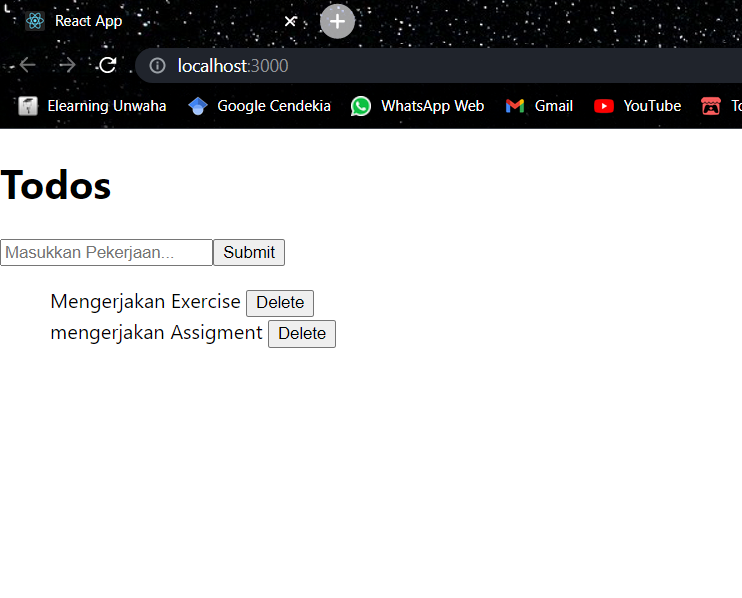 React App
localhost:3000
Elearning Unwaha Google Cendekia WhatsApp Web Gmail YouTube
Todos
Masukkan Pekerjaan... Submit
Mengerjakan Exercise Delete
mengerjakan Assigment Delete